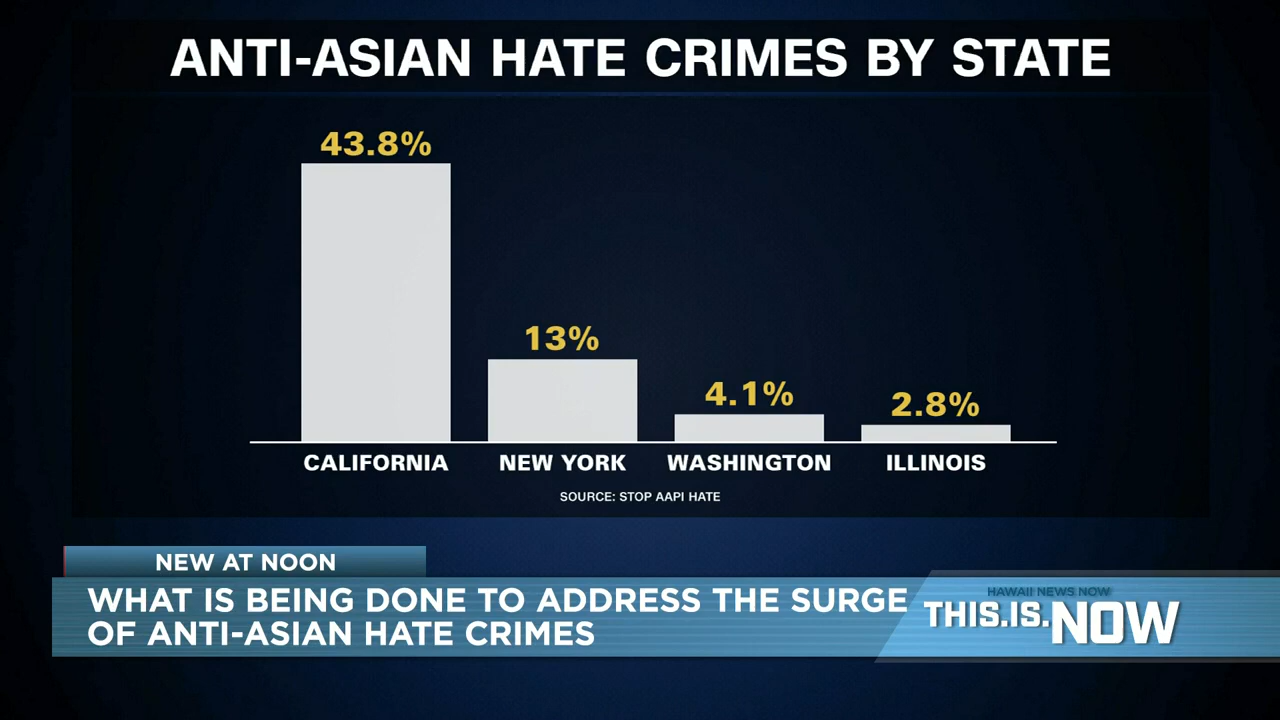 ANTI-ASIAN HATE CRIMES BY STATE
43.8%
13%
4.1%
2.8%
CALIFORNIA
NEW YORK
WASHINGTON
ILLINOIS
SOURCE: STOP AAPI HATE
NEW AT NOON
WHAT IS BEING DONE TO ADDRESS THE SURGE
OF ANTI-ASIAN HATE CRIMES
HAWAII NEWS NOW
THIS.IS.NOW